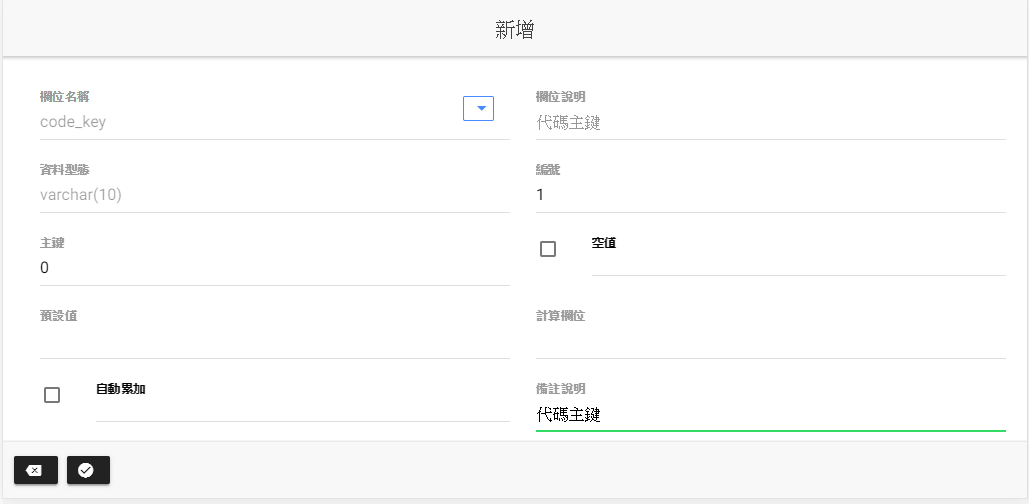 新增
欄位名稱
code_key
欄位說明
代碼主鍵
資料型態
varchar(10)
編號
1
主鍵
0
空值
預設值
計算欄位
自動累加
備註說明
代碼主鍵